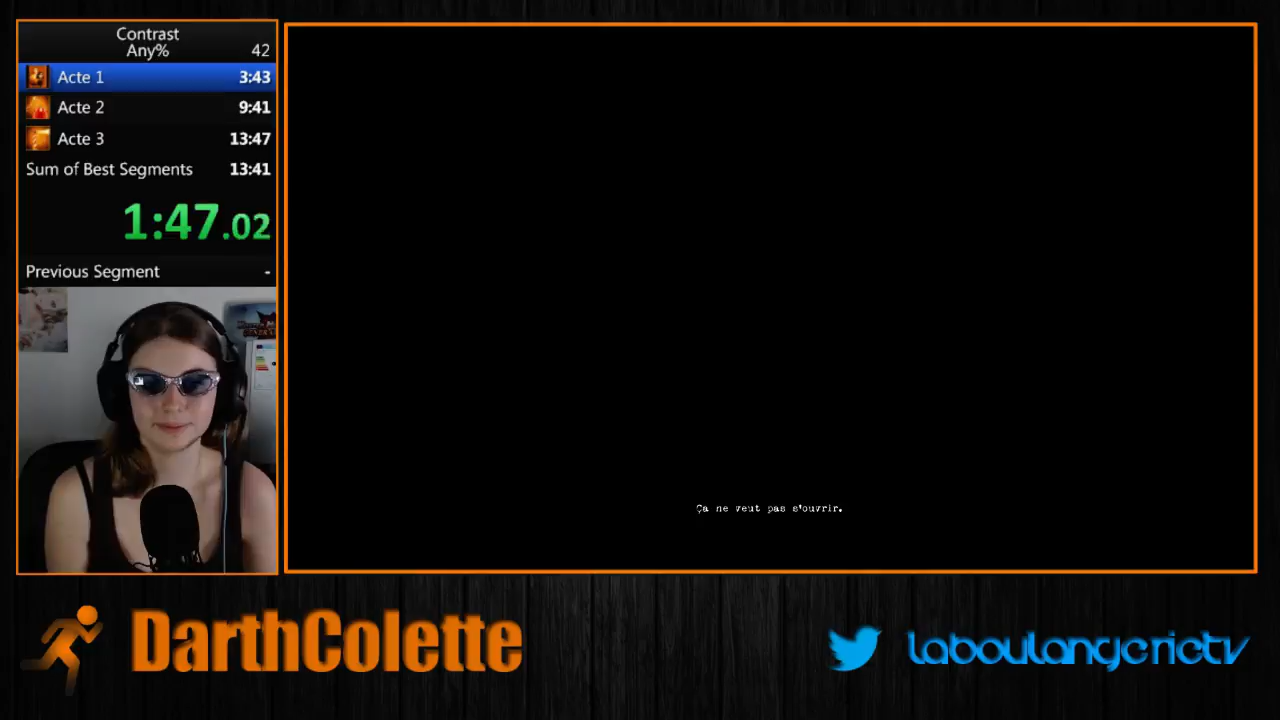 Contrast
Any% 42
Acte 1 3:43
Acte 2 9:41
Acte 3 13:47
Sum of Best Segments 13:41
1:47.02
Previous Segment -
Ça ne veut pas s'ouvrir.
DarthColette
laboulangerietv